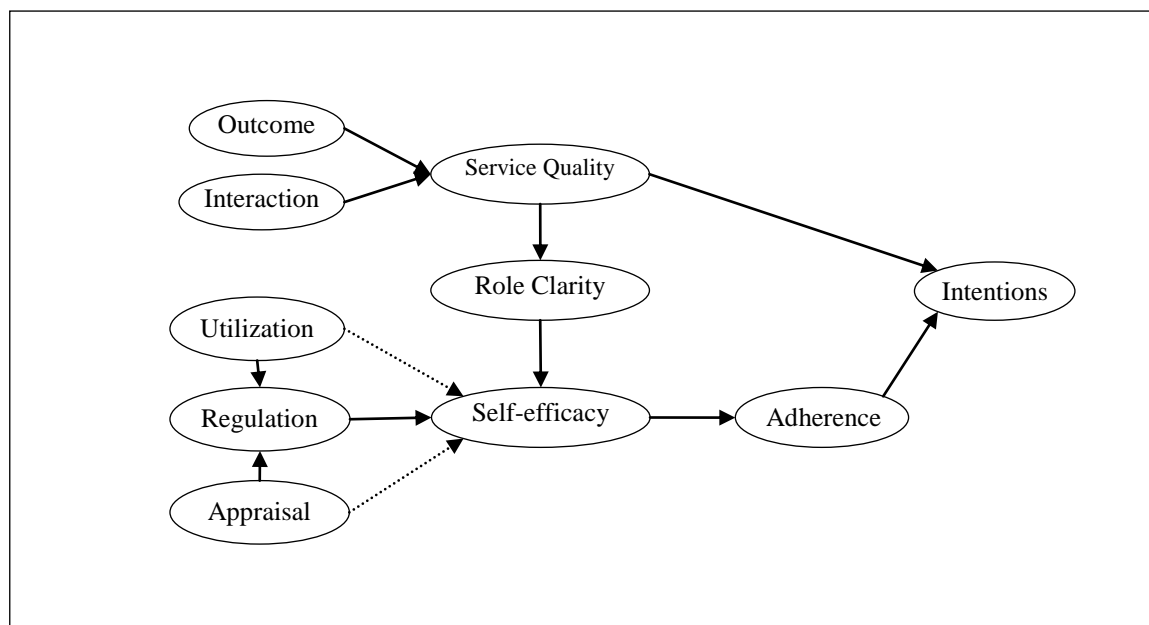 Outcome
Service Quality
Interaction
Role Clarity
Intentions
Utilization
Regulation
Self-efficacy
Adherence
Appraisal